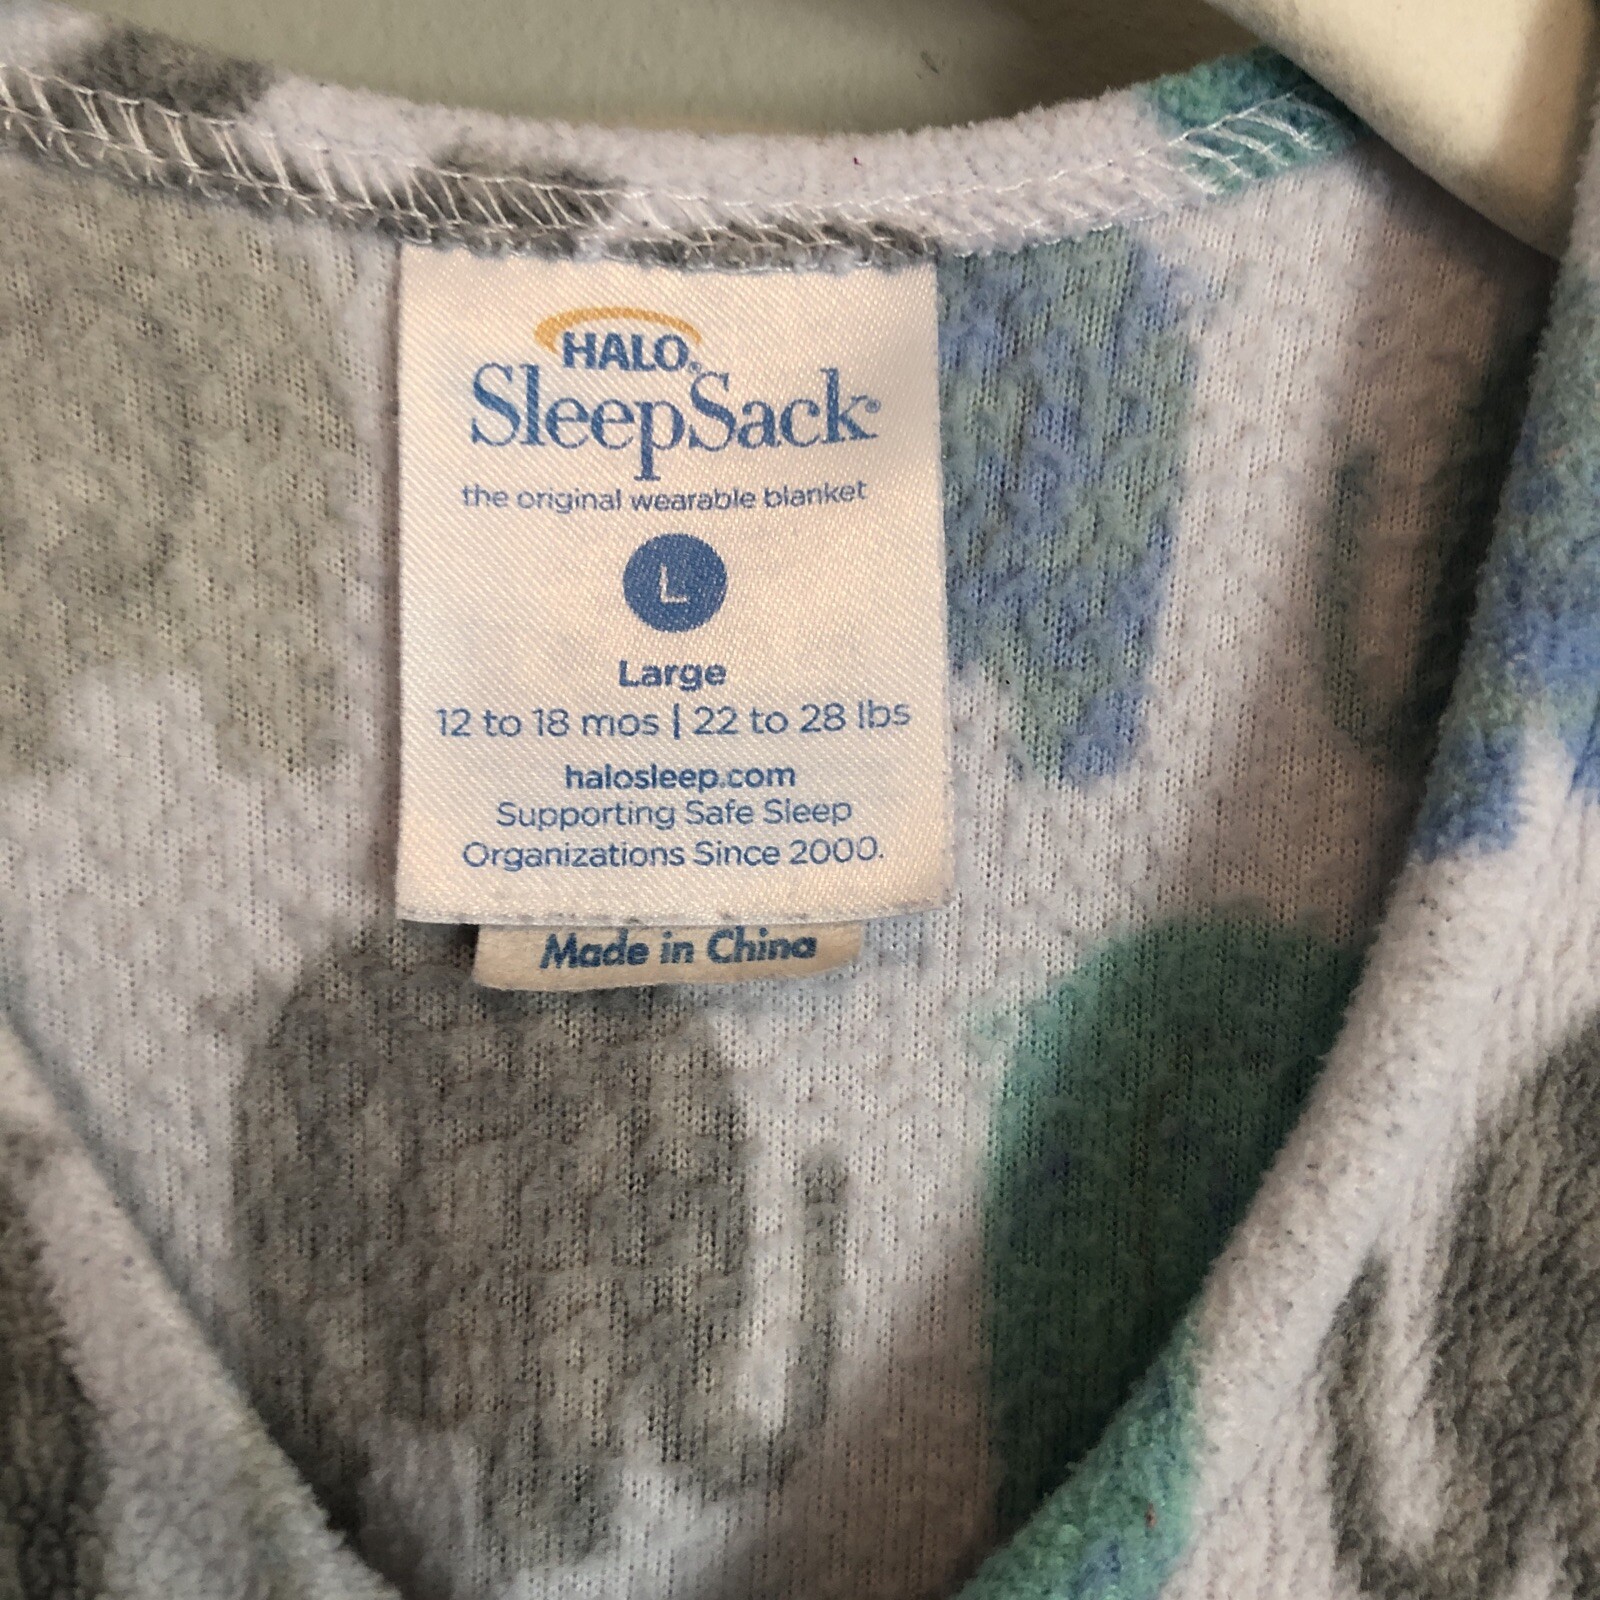 HALO®
SleepSack®
the original wearable blanket
L
Large
12 to 18 mos | 22 to 28 lbs
halosleep.com
Supporting Safe Sleep
Organizations Since 2000.
Made in China